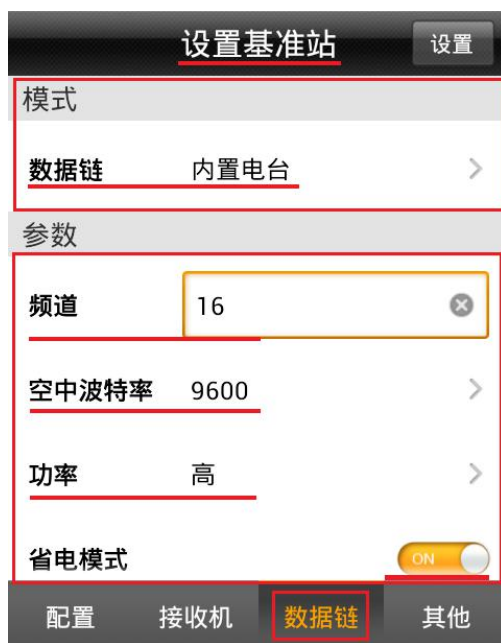 设置基准站 设置
模式
数据链 内置电台
参数
频道 16
空中波特率 9600
功率 高
省电模式 ON
配置 接收机 数据链 其他